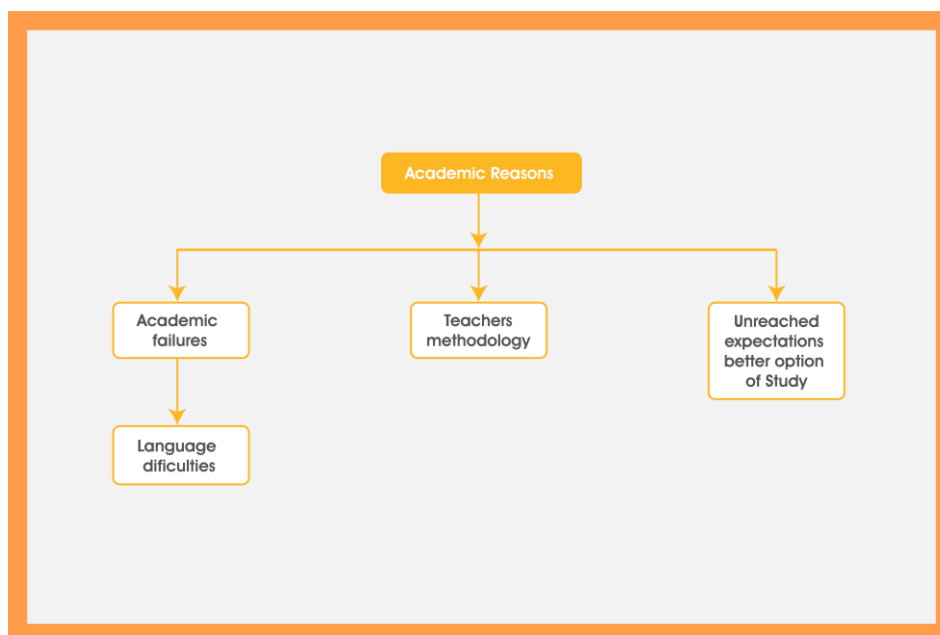 Academic Reasons
Academic
failures
Teachers
methodology
Unreached
expectations
better option
of Study
Language
dificulties